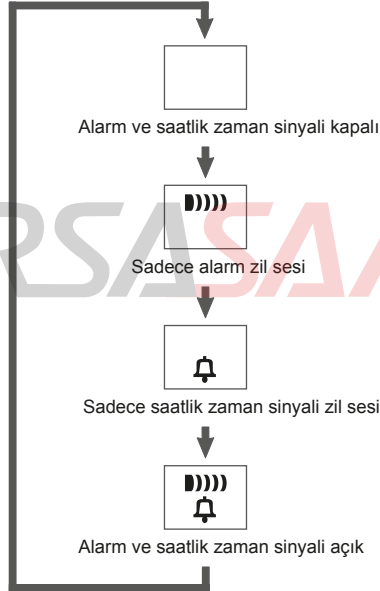 Alarm ve saatlik zaman sinyali kapalı
RSASAA
Sadece alarm zil sesi
Sadece saatlik zaman sinyali zil sesi
Alarm ve saatlik zaman sinyali açık